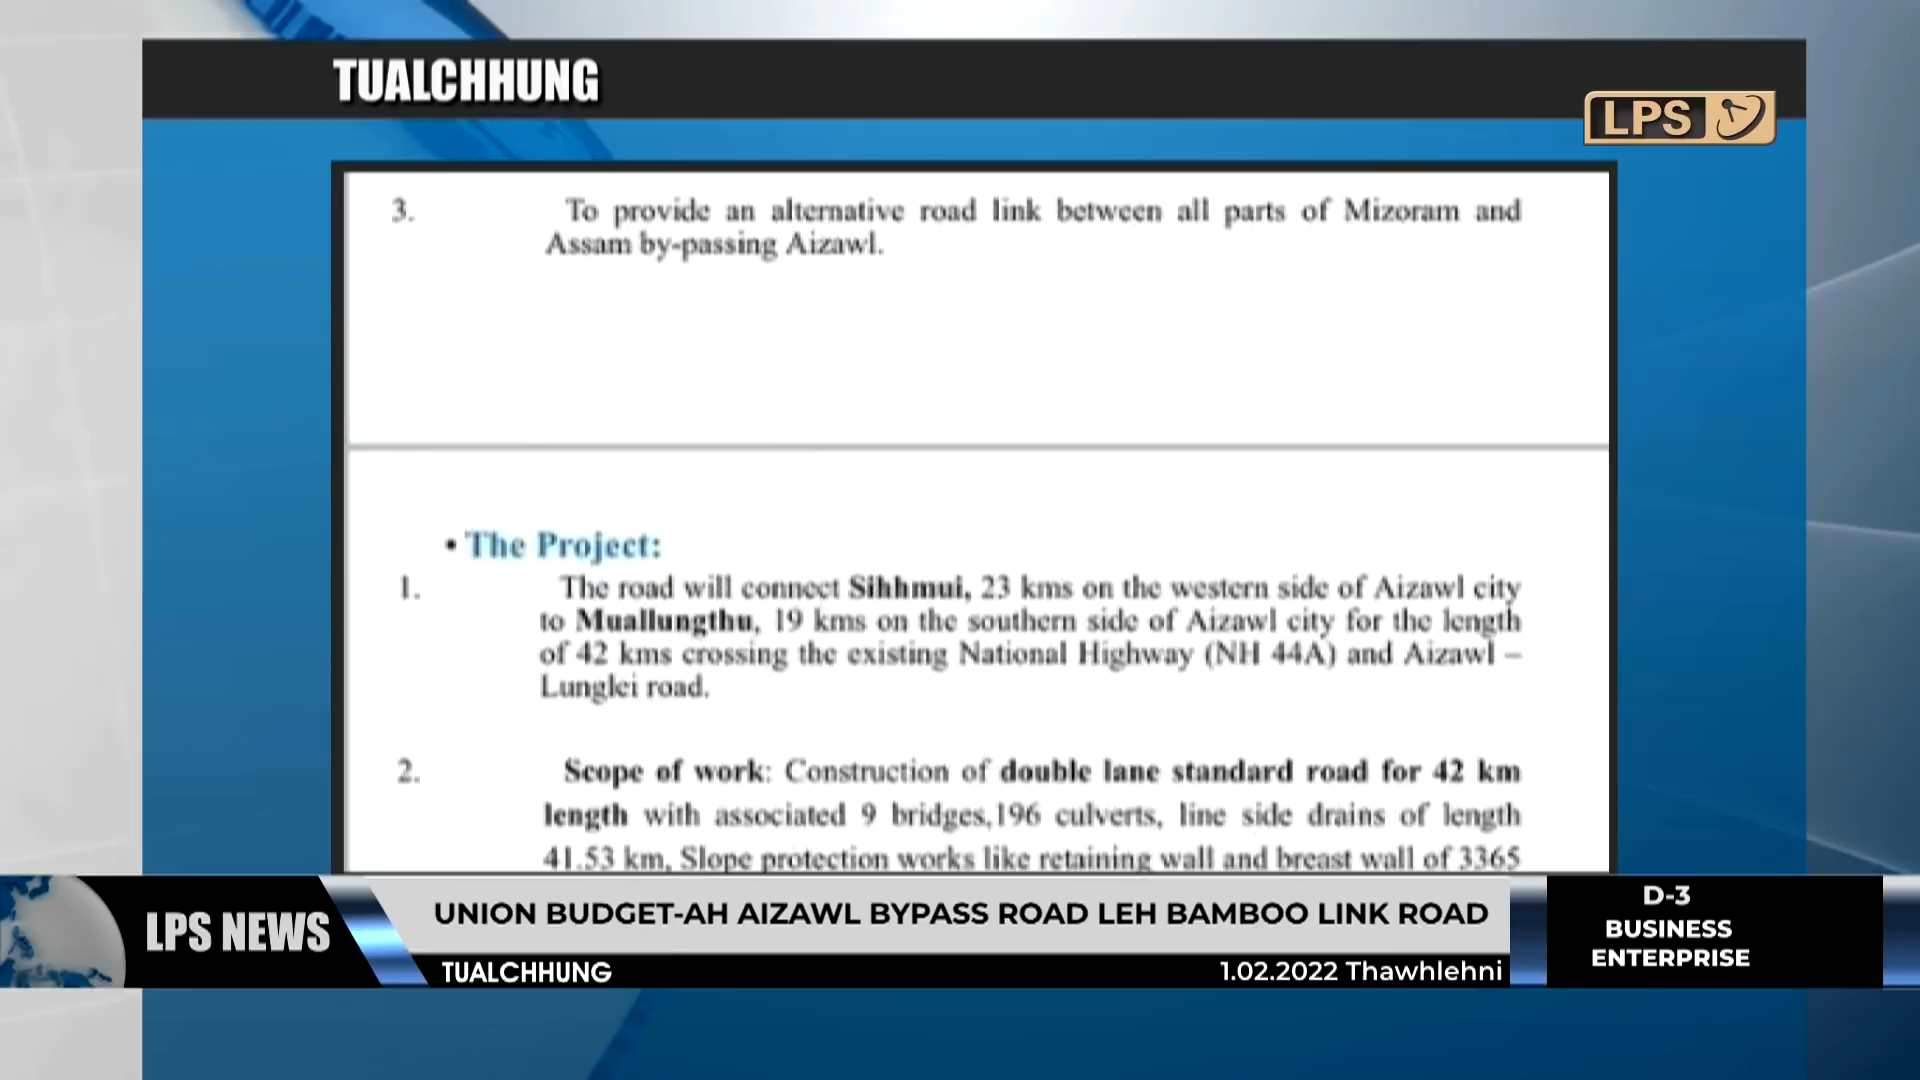 TUALCHHUNG
LPS
3. To provide an alternative road link between all parts of Mizoram and
Assam by-passing Aizawl.
• The Project:
1. The road will connect Sihhmui, 23 kms on the western side of Aizawl city
to Muallungthu, 19 kms on the southern side of Aizawl city for the length
of 42 kms crossing the existing National Highway (NH 44A) and Aizawl –
Lunglei road.
2. Scope of work: Construction of double lane standard road for 42 km
length with associated 9 bridges,196 culverts, line side drains of length
41.53 km, Slope protection works like retaining wall and breast wall of 3365
LPS NEWS
UNION BUDGET-AH AIZAWL BYPASS ROAD LEH BAMBOO LINK ROAD
TUALCHHUNG
1.02.2022 Thawhlehni
D-3
BUSINESS
ENTERPRISE